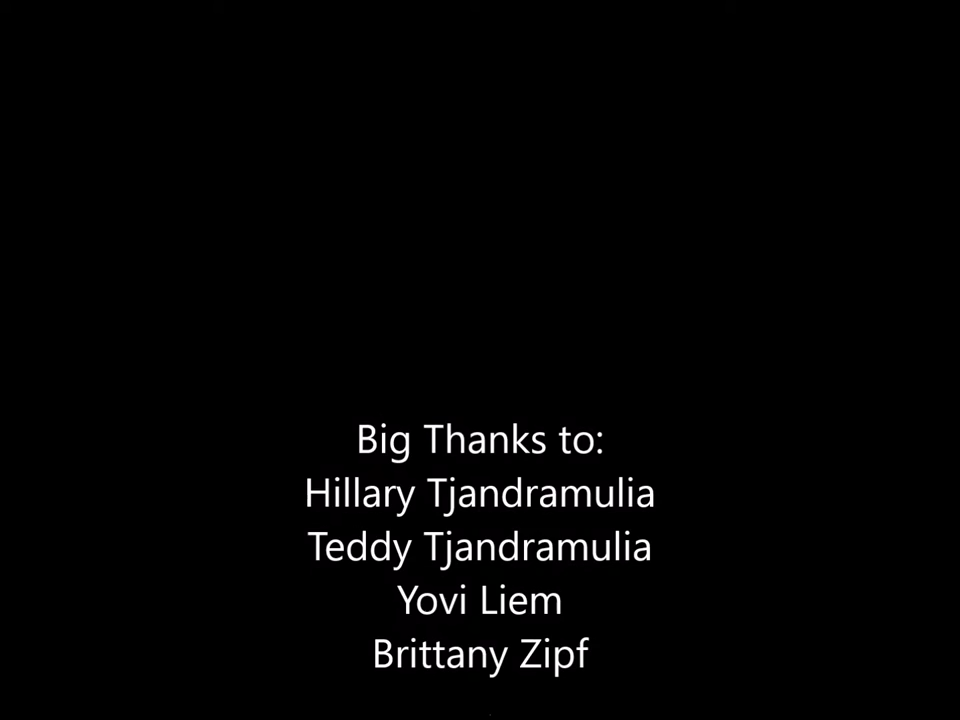 Big Thanks to:
Hillary Tjandramulia
Teddy Tjandramulia
Yovi Liem
Brittany Zipf